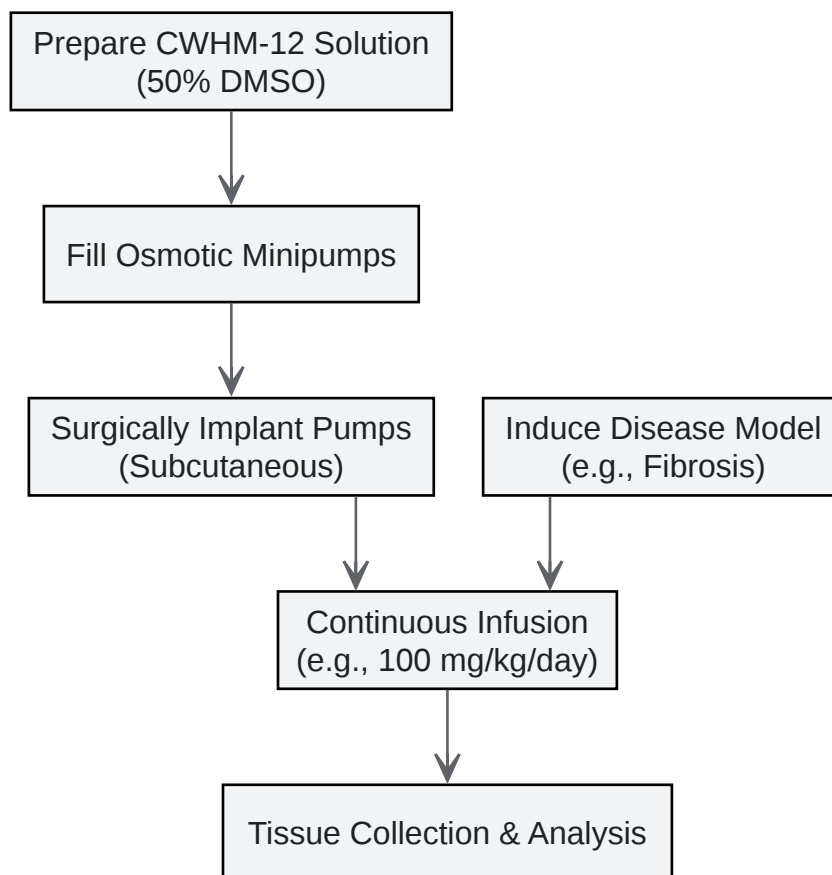 Prepare CWHM-12 Solution
(50% DMSO)
Fill Osmotic Minipumps
Surgically Implant Pumps
(Subcutaneous)
Induce Disease Model
(e.g., Fibrosis)
Continuous Infusion
(e.g., 100 mg/kg/day)
Tissue Collection & Analysis